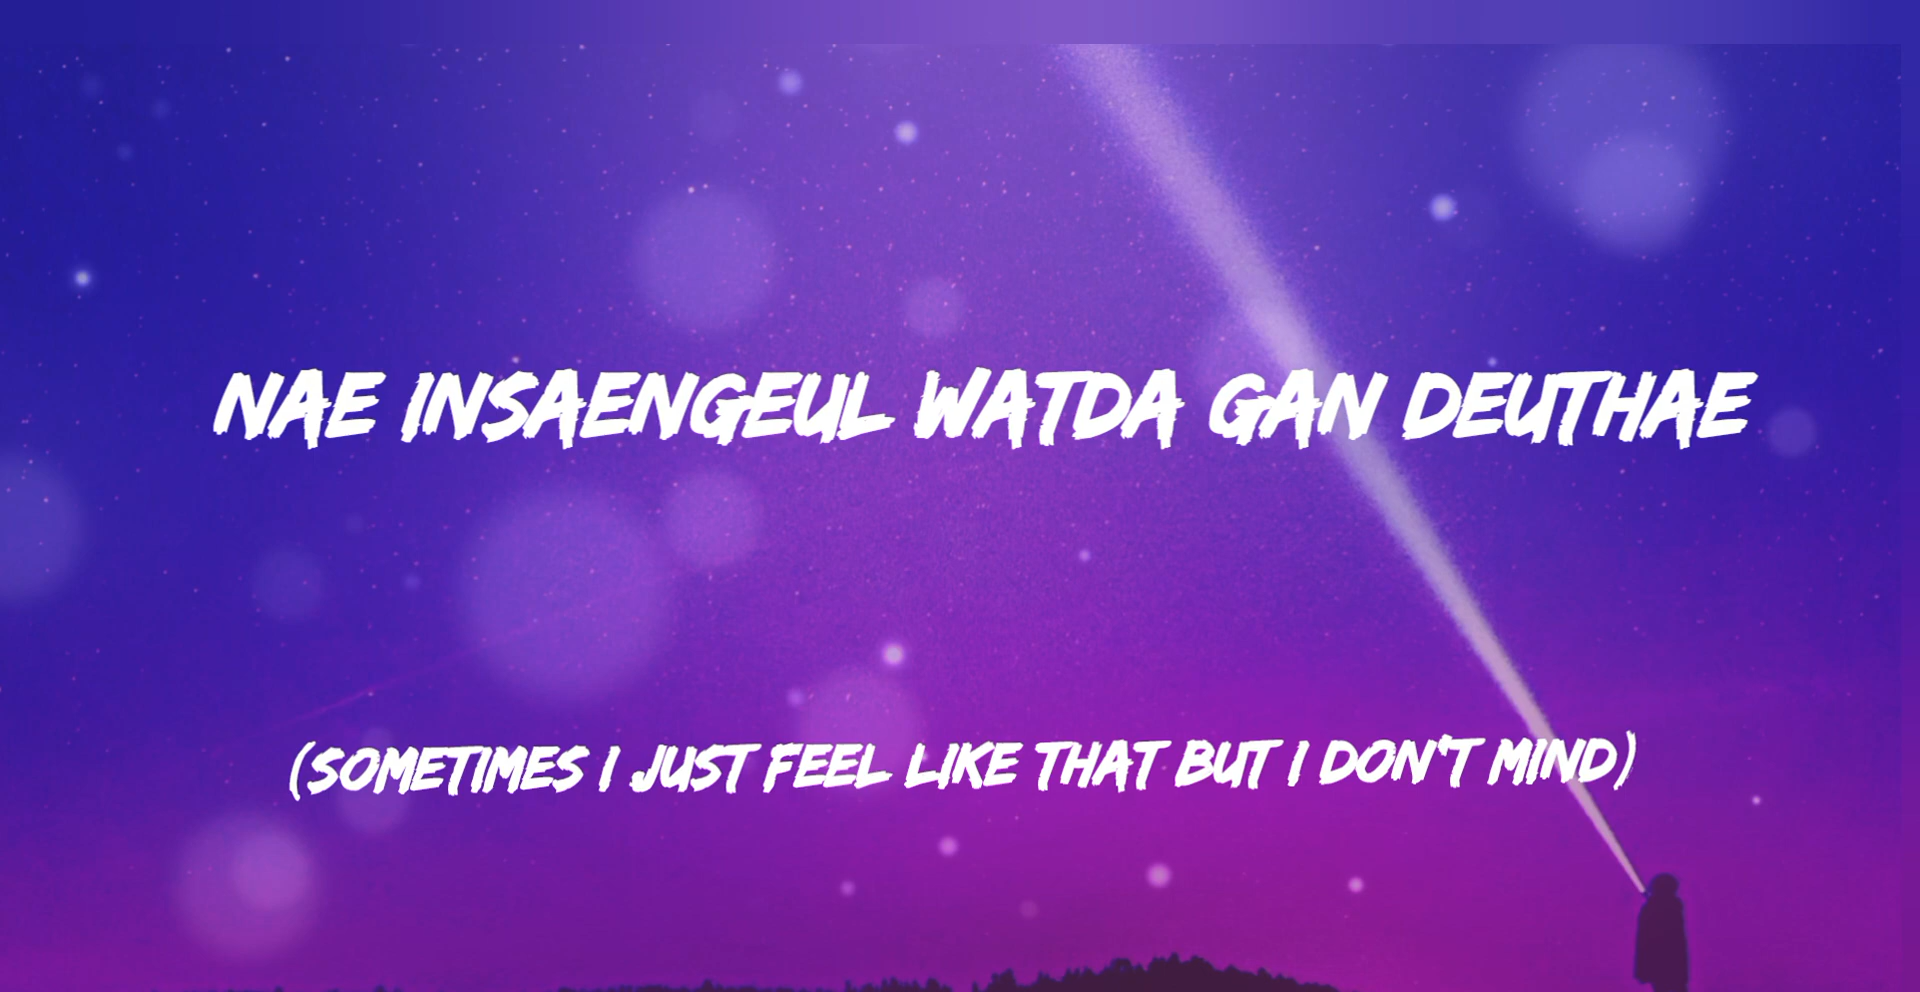 NAE INSAENGEUL WATDA GAN DEUTHAE
(SOMETIMES I JUST FEEL LIKE THAT BUT I DON'T MIND)